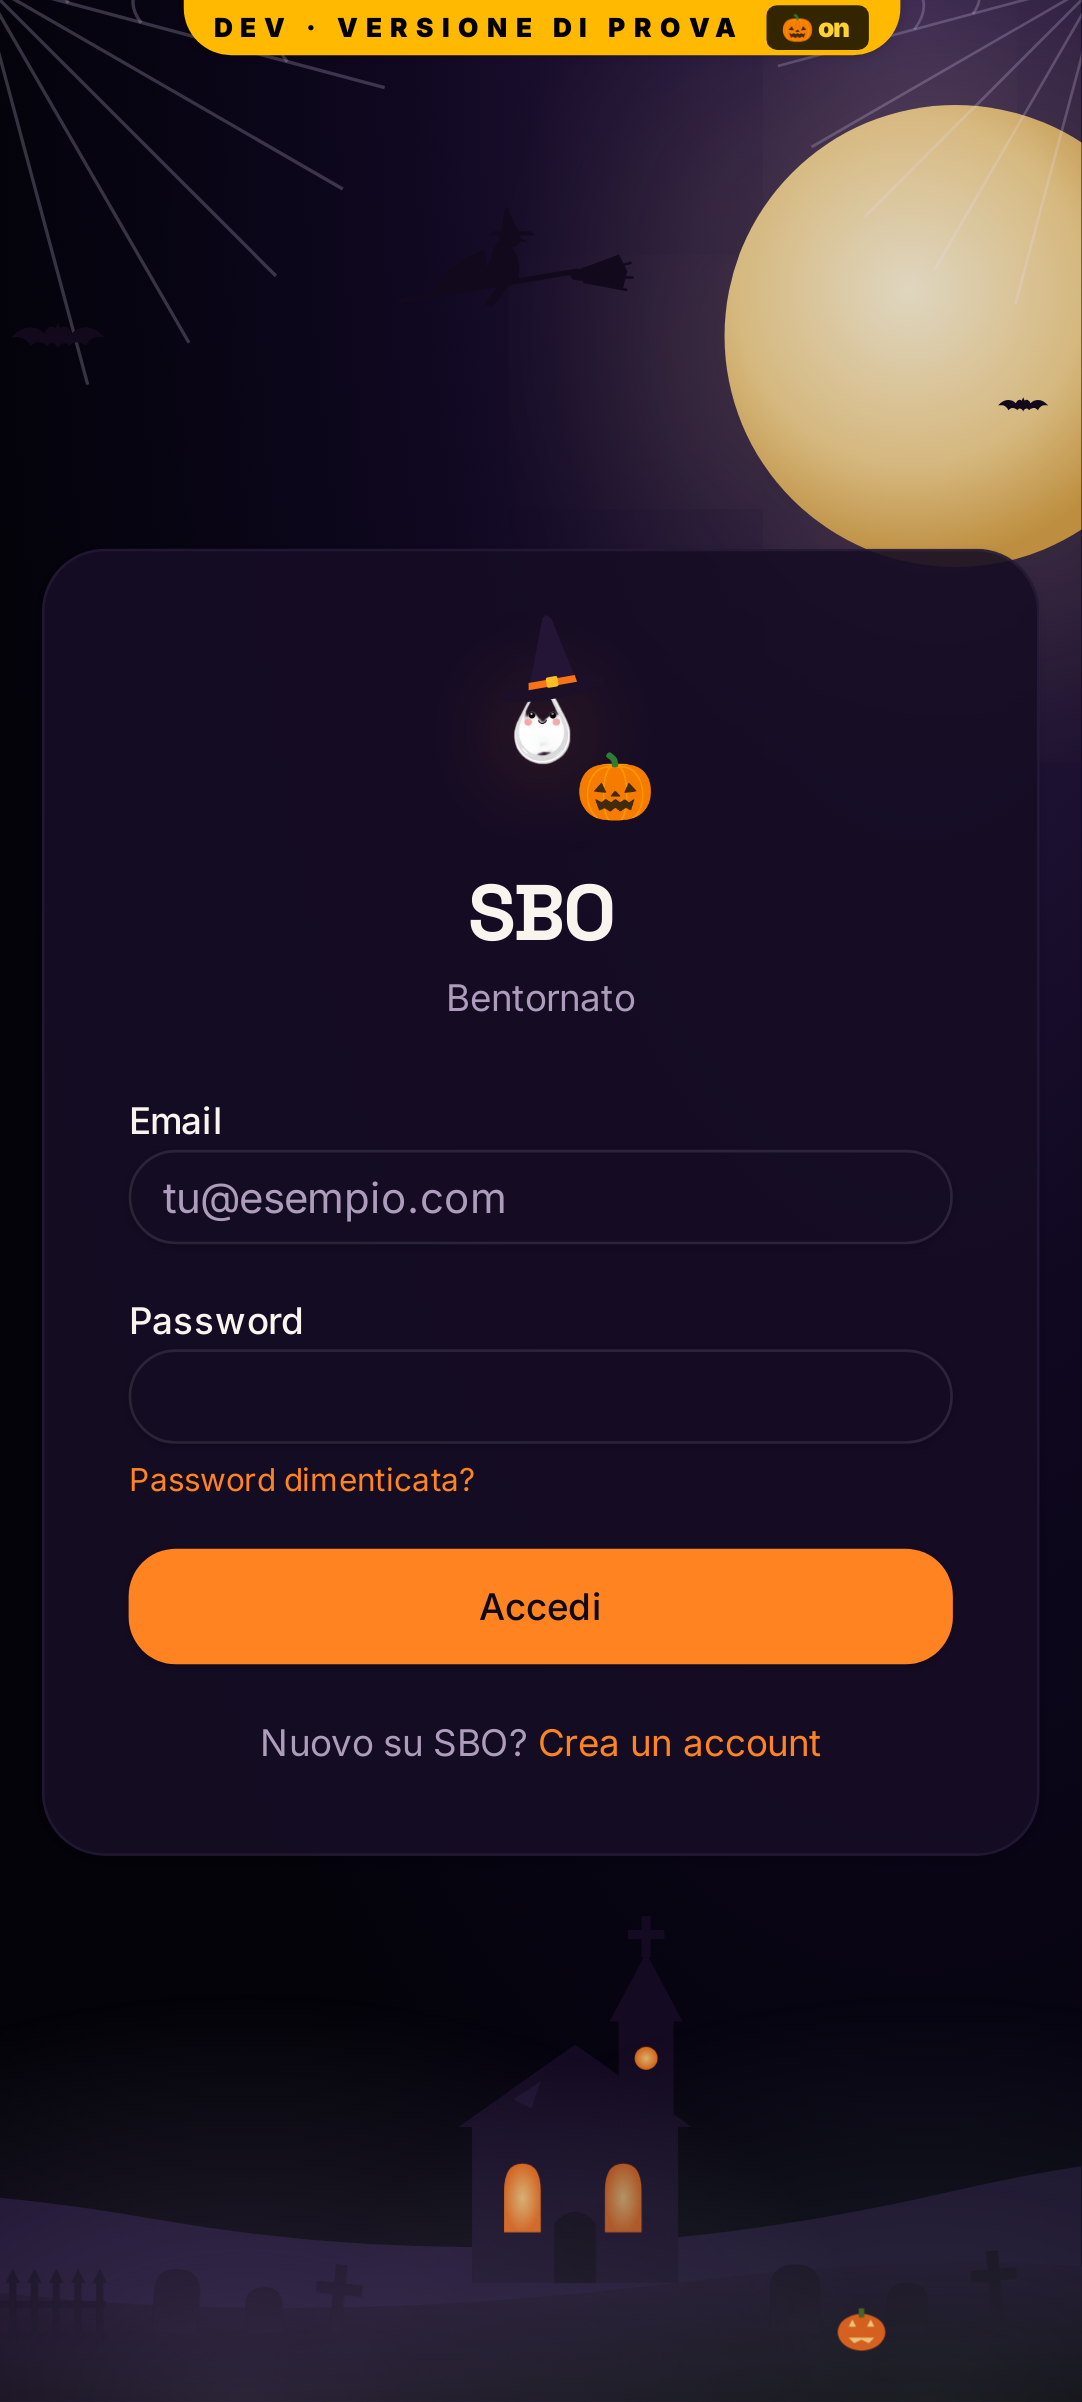 DEV · VERSIONE DI PROVA 🎃 on
SBO
Bentornato
Email
tu@esempio.com
Password
Password dimenticata?
Accedi
Nuovo su SBO? Crea un account